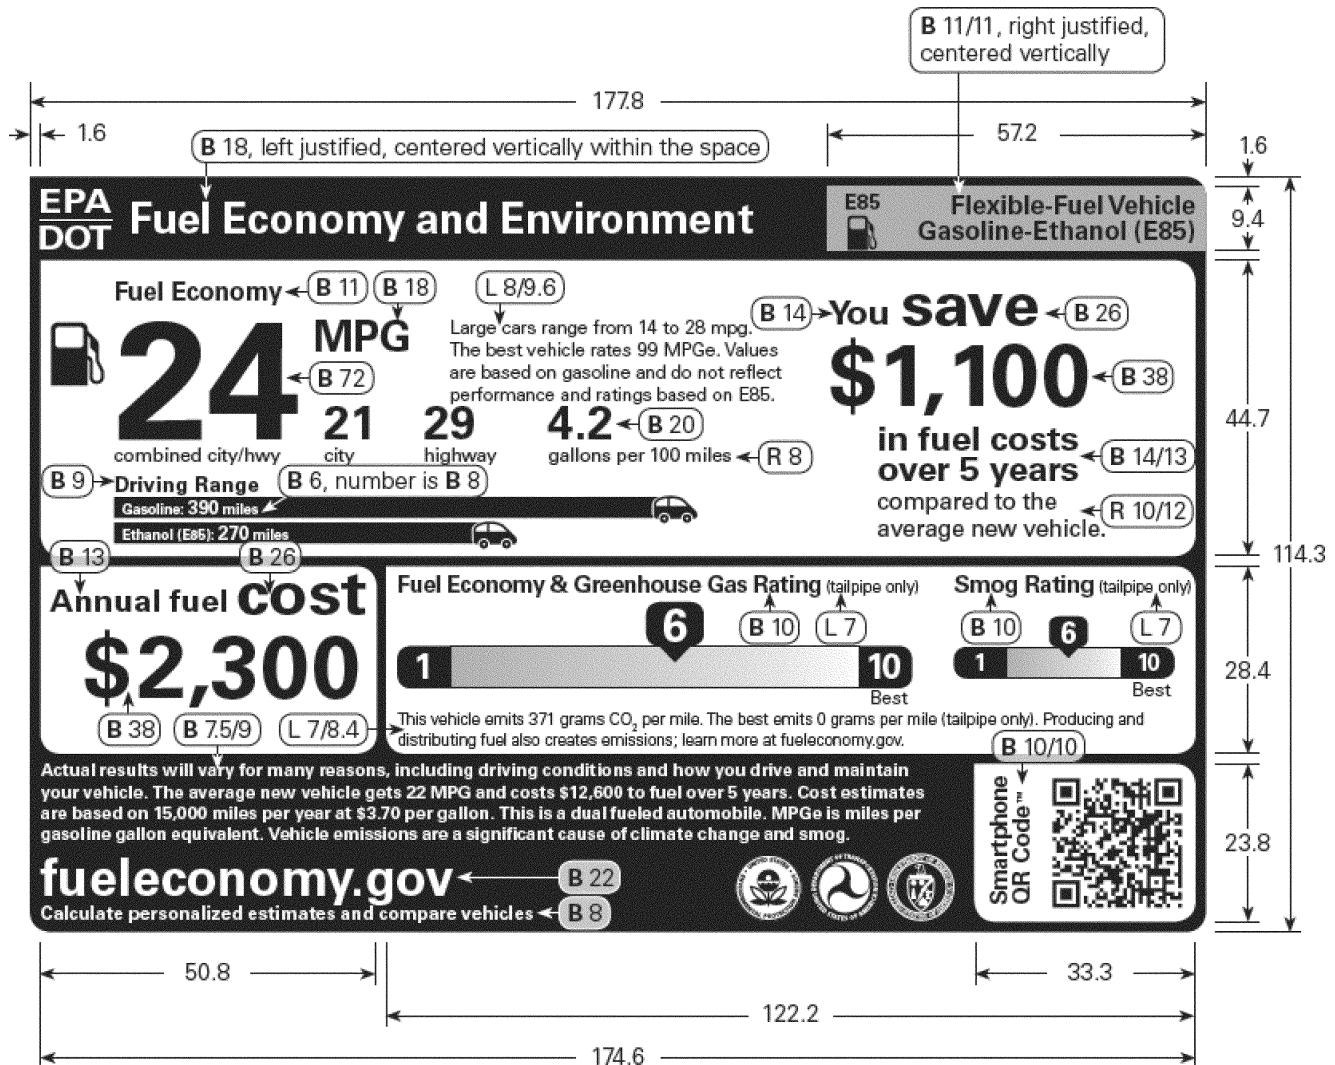 B 11/11, right justified,
centered vertically
177.8
1.6
57.2
B 18, left justified, centered vertically within the space
1.6
EPA
DOT
Fuel Economy and Environment
E85
Flexible-Fuel Vehicle
Gasoline-Ethanol (E85)
9.4
Fuel Economy
B 11
B 18
L 8/9.6
24
MPG
B 72
Large cars range from 14 to 28 mpg.
The best vehicle rates 99 MPGe. Values
are based on gasoline and do not reflect
performance and ratings based on E85.
B 14
You save
B 26
$1,100
B 38
21
29
4.2
B 20
combined city/hwy
city
highway
gallons per 100 miles
R 8
in fuel costs
over 5 years
B 14/13
compared to the
average new vehicle.
R 10/12
44.7
B 9
Driving Range
B 6, number is B 8
Gasoline: 390 miles
Ethanol (E85): 270 miles
114.3
B 13
B 26
Annual fuel cost
$2,300
B 38
B 7.5/9
L 7/8.4
Fuel Economy & Greenhouse Gas Rating (tailpipe only)
6
B 10
L 7
1
10
Best
Smog Rating (tailpipe only)
B 10
6
L 7
1
10
Best
28.4
This vehicle emits 371 grams CO2 per mile. The best emits 0 grams per mile (tailpipe only). Producing and
distributing fuel also creates emissions; learn more at fueleconomy.gov.
B 10/10
Actual results will vary for many reasons, including driving conditions and how you drive and maintain
your vehicle. The average new vehicle gets 22 MPG and costs $12,600 to fuel over 5 years. Cost estimates
are based on 15,000 miles per year at $3.70 per gallon. This is a dual fueled automobile. MPGe is miles per
gasoline gallon equivalent. Vehicle emissions are a significant cause of climate change and smog.
fueleconomy.gov
B 22
Calculate personalized estimates and compare vehicles
B 8
Smartphone
QR Code™
23.8
50.8
33.3
122.2
174.6